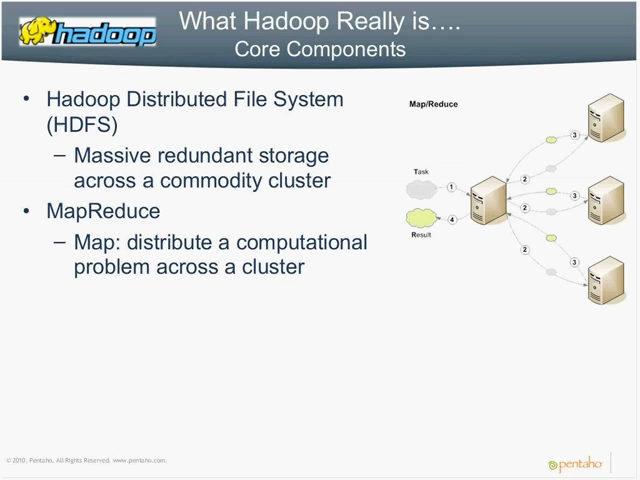 hadoop
What Hadoop Really is….
Core Components
• Hadoop Distributed File System
(HDFS)
– Massive redundant storage
across a commodity cluster
• MapReduce
– Map: distribute a computational
problem across a cluster
Map/Reduce
Task
Result
1
4
2
3
2
3
2
3
© 2010, Pentaho. All Rights Reserved. www.pentaho.com.
pentaho